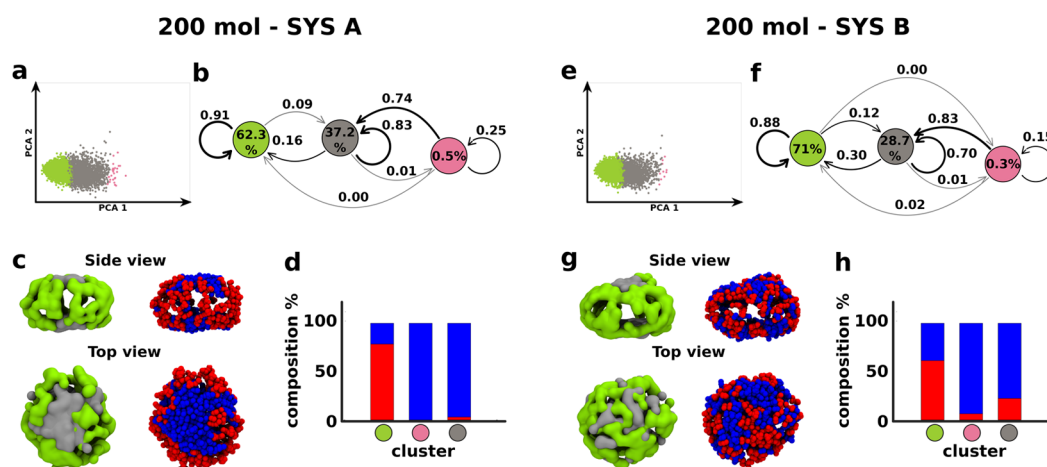 200 mol - SYS A
a
PCA 2
PCA 1
b
0.91
0.09
0.74
62.3
%
0.16
37.2
%
0.83
0.25
0.5%
0.01
0.00
c
Side view
Top view
d
composition %
100
50
0
cluster
200 mol - SYS B
e
PCA 2
PCA 1
f
0.00
0.88
0.12
0.83
0.15
71%
28.7
%
0.30
0.70
0.3%
0.01
0.02
g
Side view
Top view
h
composition %
100
50
0
cluster